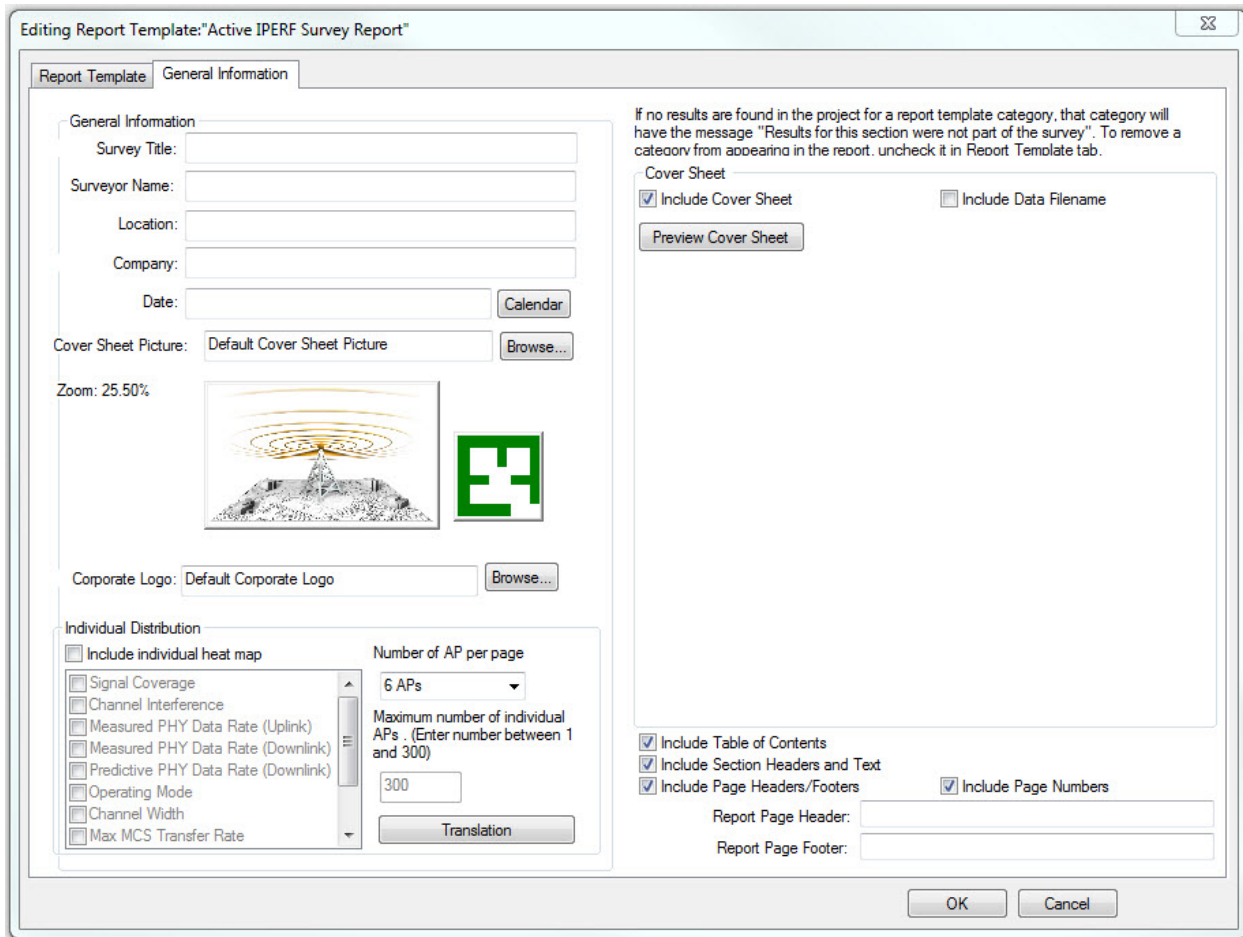 Editing Report Template:"Active IPERF Survey Report"
Report Template
General Information
General Information
Survey Title:
Surveyor Name:
Location:
Company:
Date:
Calendar
Cover Sheet Picture:
Default Cover Sheet Picture
Browse...
Zoom: 25.50%
Corporate Logo:
Default Corporate Logo
Browse...
Individual Distribution
Include individual heat map
Signal Coverage
Channel Interference
Measured PHY Data Rate (Uplink)
Measured PHY Data Rate (Downlink)
Predictive PHY Data Rate (Downlink)
Operating Mode
Channel Width
Max MCS Transfer Rate
Number of AP per page
6 APs
Maximum number of individual
APs . (Enter number between 1
and 300)
300
Translation
If no results are found in the project for a report template category, that category will
have the message "Results for this section were not part of the survey". To remove a
category from appearing in the report, uncheck it in Report Template tab.
Cover Sheet
Include Cover Sheet
Include Data Filename
Preview Cover Sheet
Include Table of Contents
Include Section Headers and Text
Include Page Headers/Footers
Include Page Numbers
Report Page Header:
Report Page Footer:
OK
Cancel